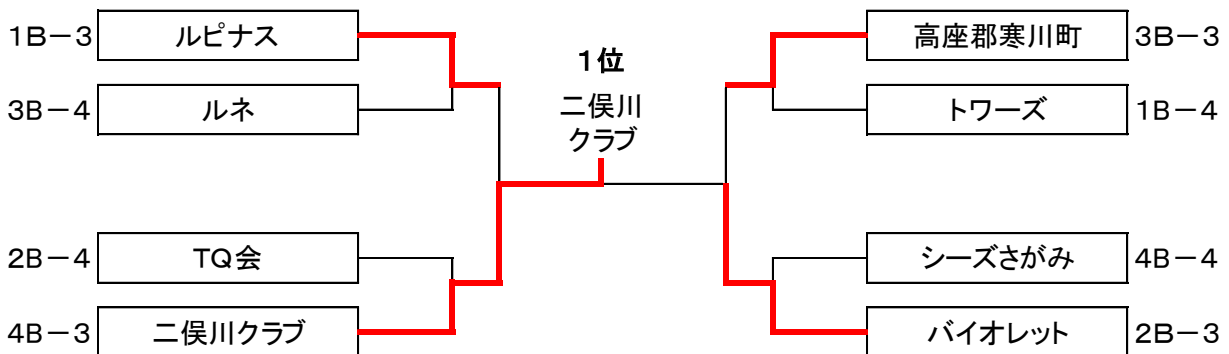 1B－3 ルピナス
3B－4 ルネ
2B－4 TQ会
4B－3 二俣川クラブ
1位
二俣川
クラブ
高座郡寒川町 3B－3
トワーズ 1B－4
シーズさがみ 4B－4
バイオレット 2B－3